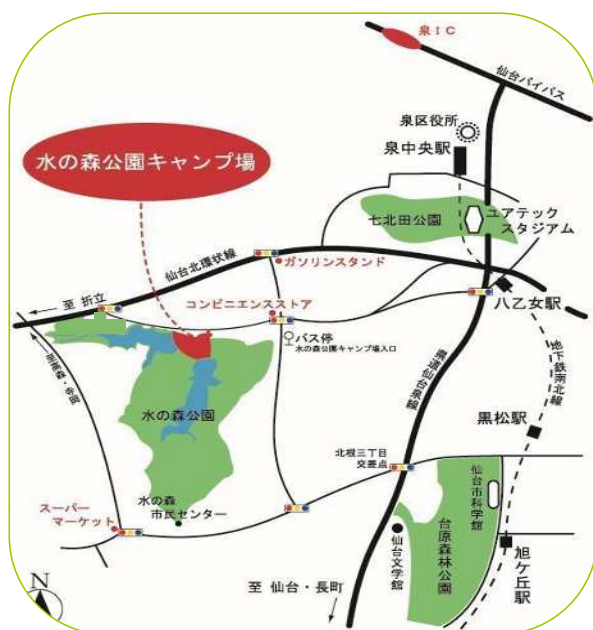 泉IC
仙台バイパス
泉区役所
泉中央駅
水の森公園キャンプ場
七北田公園
ユアテック
スタジアム
仙台北環状線
ガソリンスタンド
至 折立
コンビニエンスストア
八乙女駅
バス停
水の森公園キャンプ場入口
至高森・寺岡
県道仙台泉線
地下鉄南北線
水の森公園
黒松駅
北根三丁目
交差点
仙台市科学館
水の森
市民センター
スーパー
マーケット
台原森林公園
仙台文学館
旭ケ丘駅
至 仙台・長町
N